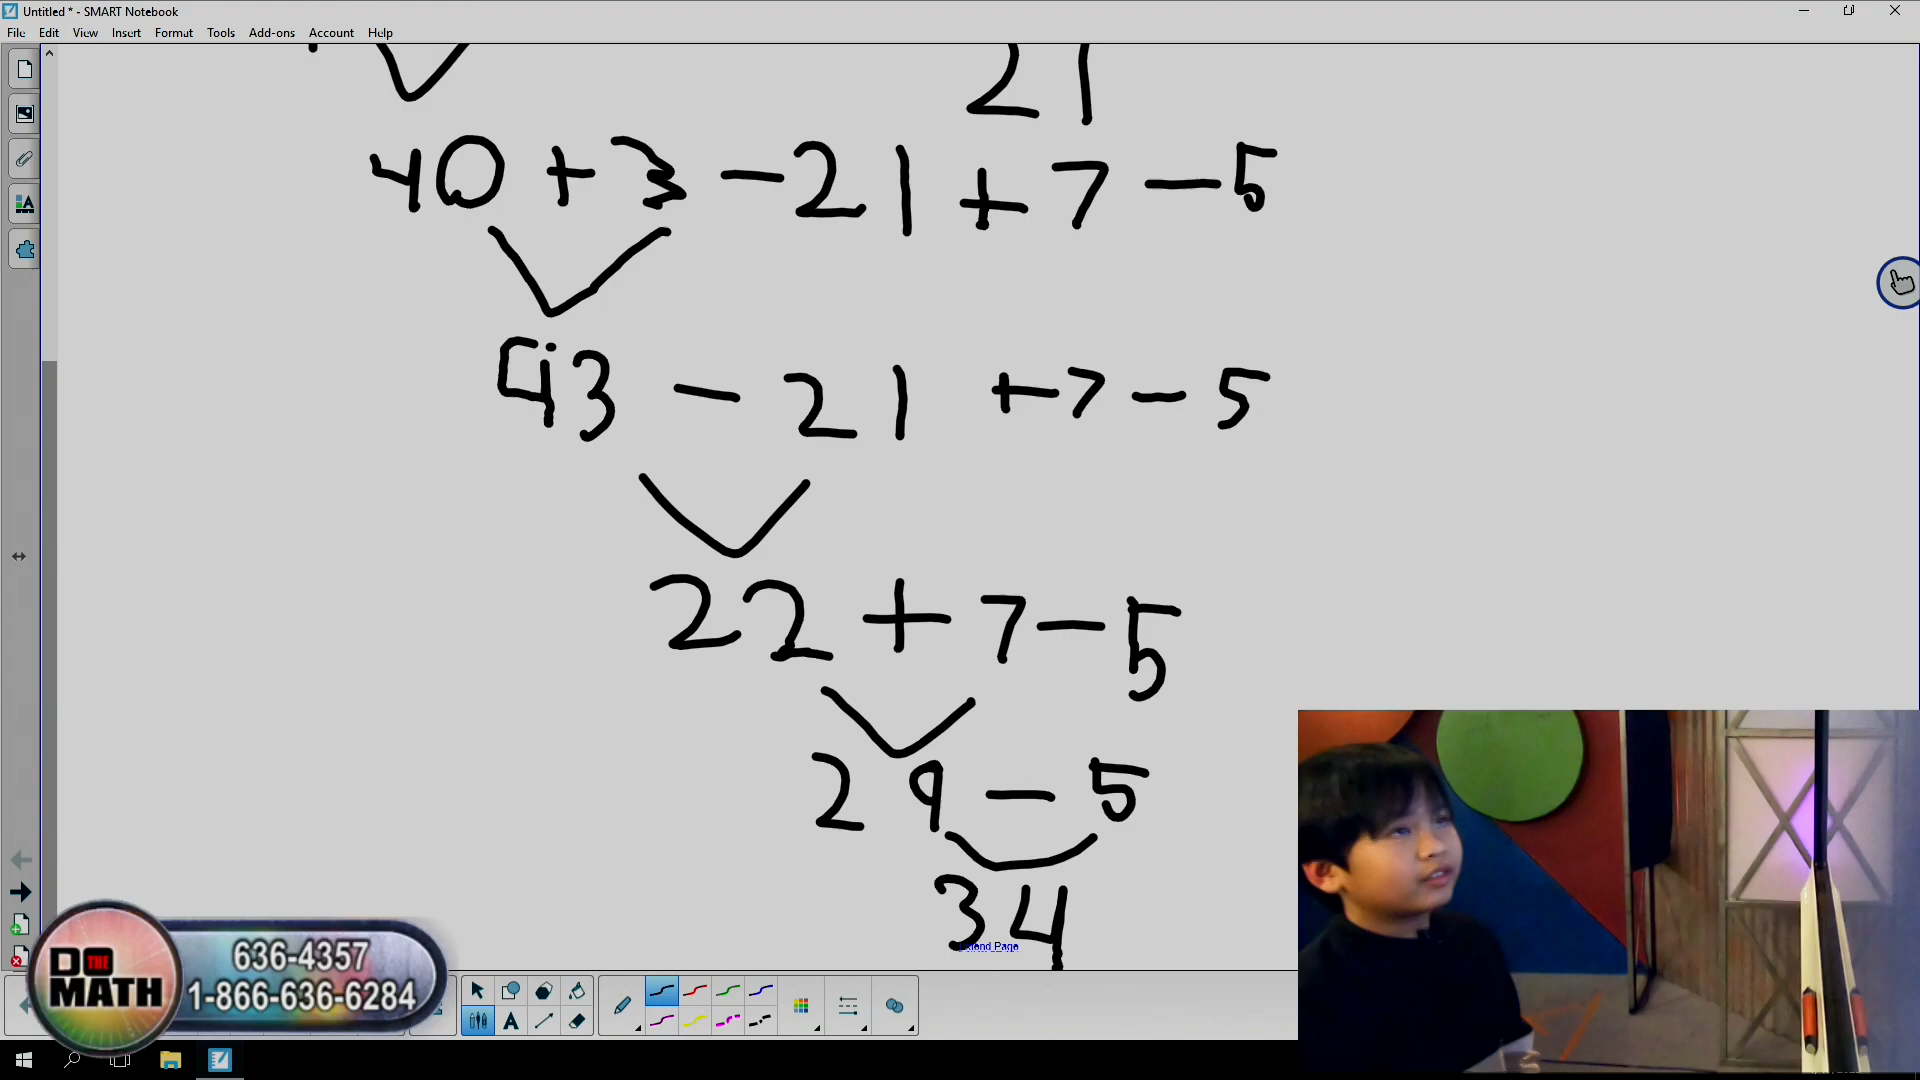 Untitled * - SMART Notebook
File Edit View Insert Format Tools Add-ons Account Help
21
40 + 3 - 21 + 7 - 5
43 - 21 + 7 - 5
22 + 7 - 5
29 - 5
34
Extend Page
DO THE MATH
636-4357
1-866-636-6284